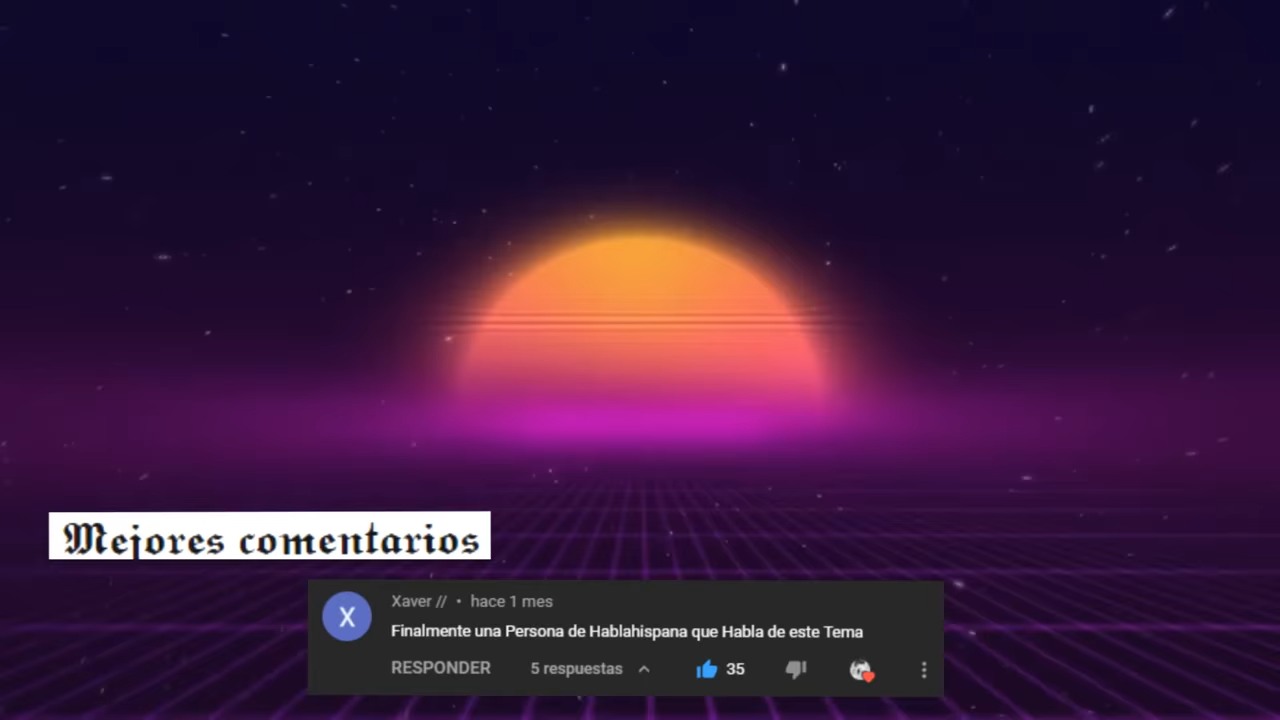 Mejores comentarios
X
Xaver // • hace 1 mes
Finalmente una Persona de Hablahispana que Habla de este Tema
RESPONDER 5 respuestas 35